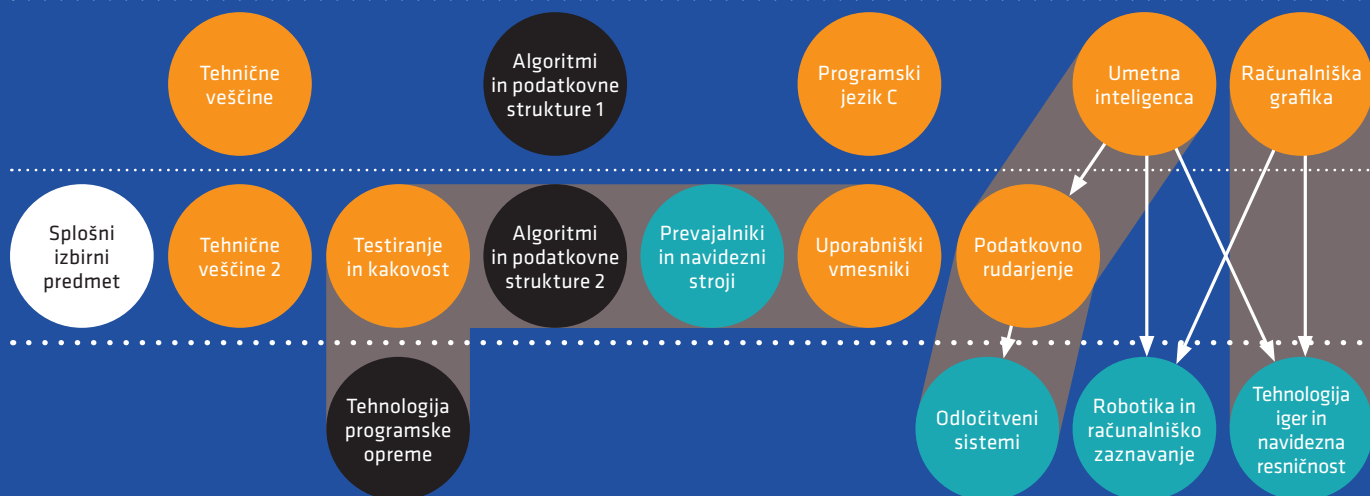 Tehnične
veščine
Algoritmi
in podatkovne
strukture 1
Programski
jezik C
Umetna
inteligenca
Računalniška
grafika
Splošni
izbirni
predmet
Tehnične
veščine 2
Testiranje
in kakovost
Algoritmi
in podatkovne
strukture 2
Prevajalniki
in navidezni
stroji
Uporabniški
vmesniki
Podatkovno
rudarjenje
Tehnologija
programske
opreme
Odločitveni
sistemi
Robotika in
računalniško
zaznavanje
Tehnologija
iger in
navidezna
resničnost